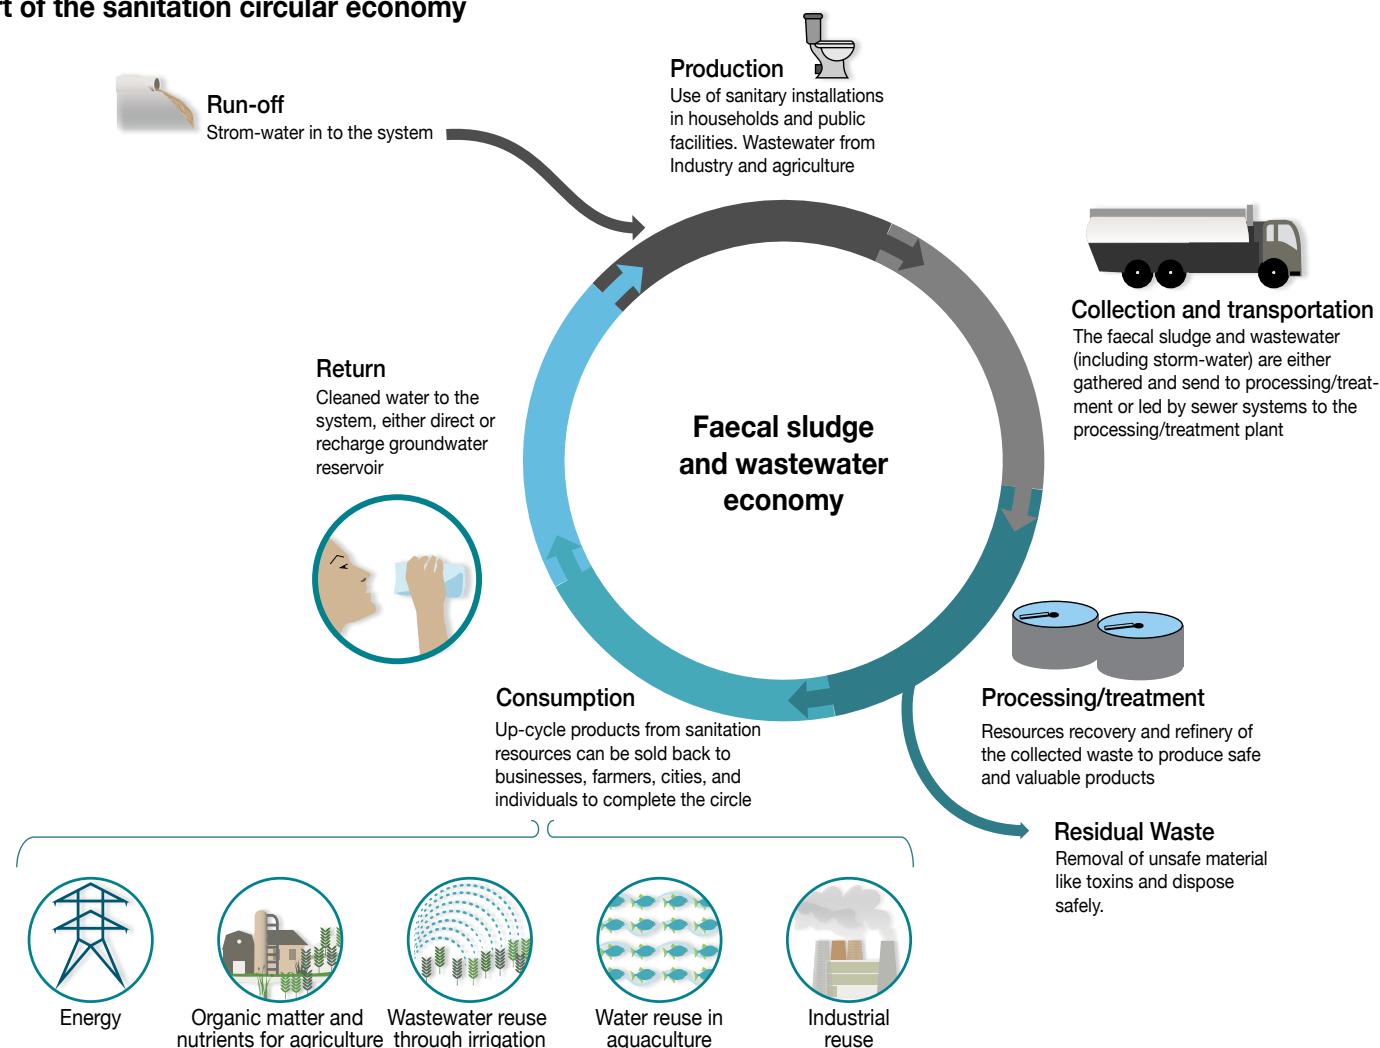 of the sanitation circular economy
Production
Use of sanitary installations
in households and public
facilities. Wastewater from
Industry and agriculture
Run-off
Strom-water in to the system
Collection and transportation
The faecal sludge and wastewater
(including storm-water) are either
gathered and send to processing/treat-
ment or led by sewer systems to the
processing/treatment plant
Return
Cleaned water to the
system, either direct or
recharge groundwater
reservoir
Faecal sludge
and wastewater
economy
Processing/treatment
Resources recovery and refinery of
the collected waste to produce safe
and valuable products
Consumption
Up-cycle products from sanitation
resources can be sold back to
businesses, farmers, cities, and
individuals to complete the circle
Residual Waste
Removal of unsafe material
like toxins and dispose
safely.
Energy
Organic matter and
nutrients for agriculture
Wastewater reuse
through irrigation
Water reuse in
aquaculture
Industrial
reuse